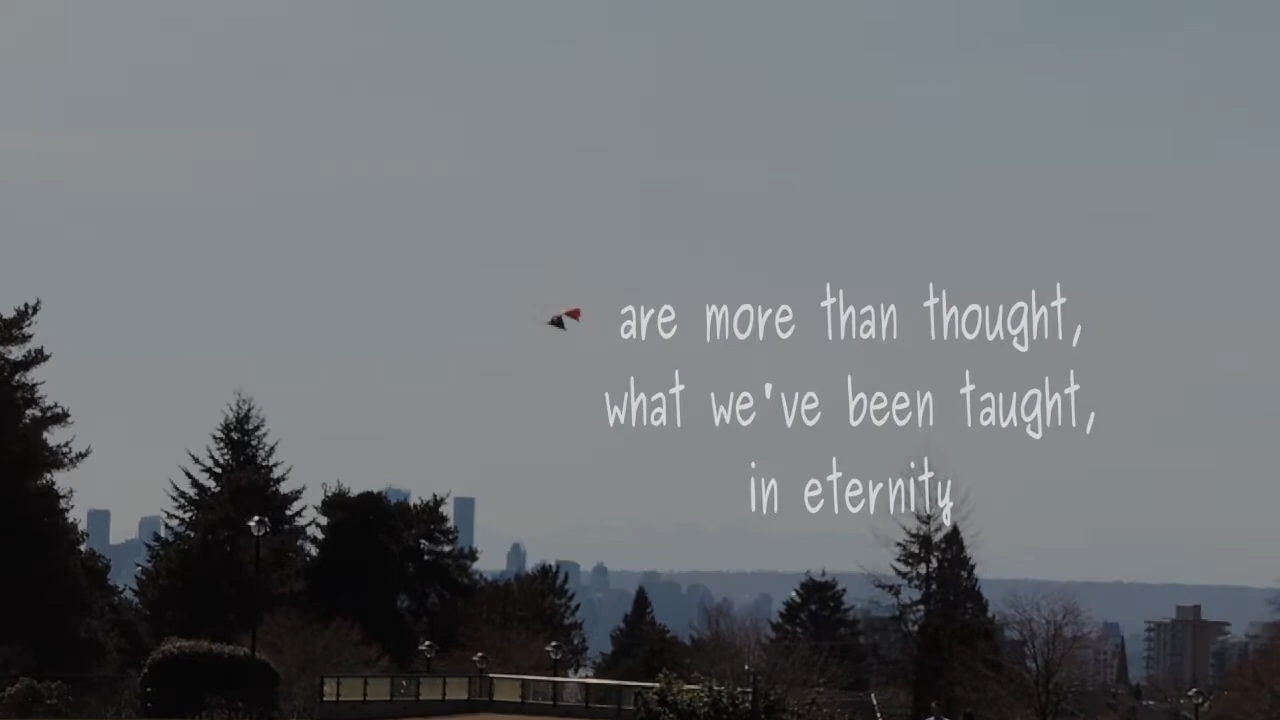 are more than thought,
what we've been taught,
in eternity